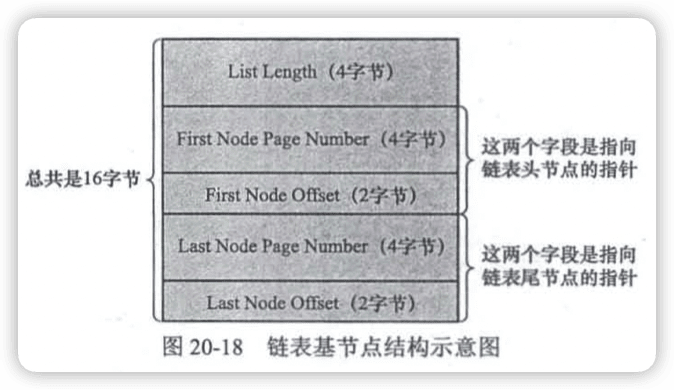 List Length（4字节）
First Node Page Number（4字节）
这两个字段是指向
链表头节点的指针
总共是16字节
First Node Offset（2字节）
Last Node Page Number（4字节）
这两个字段是指向
链表尾节点的指针
Last Node Offset（2字节）
图 20-18 链表基节点结构示意图